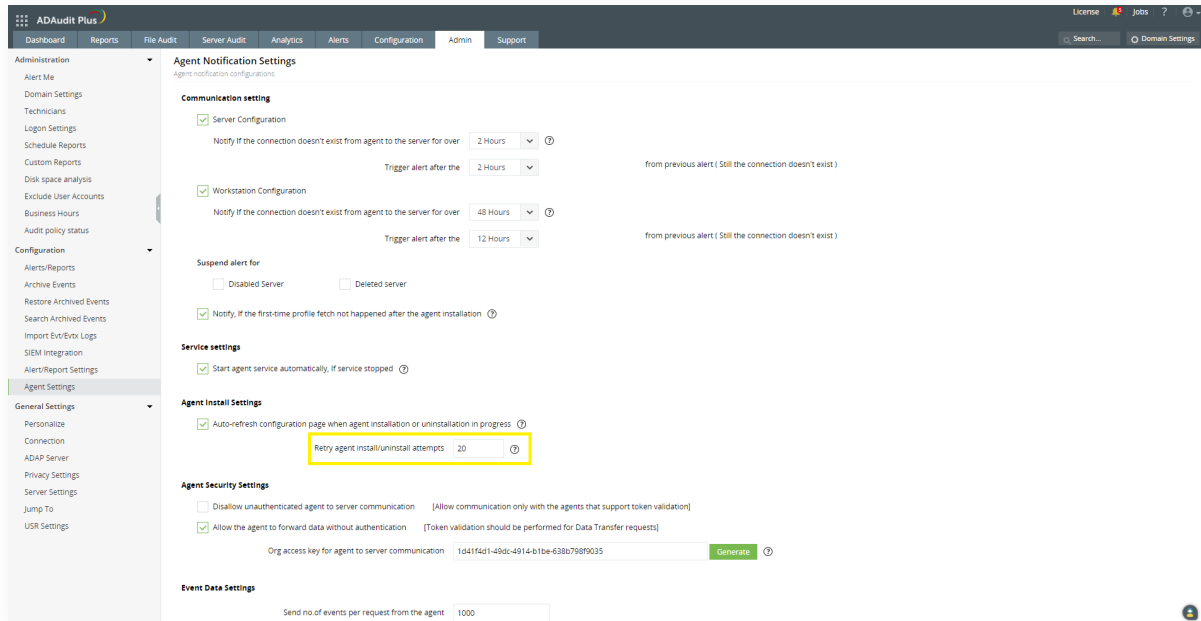 ADAudit Plus
License
5
Jobs
?
Dashboard
Reports
File Audit
Server Audit
Analytics
Alerts
Configuration
Admin
Support
Search...
Domain Settings
Administration
Alert Me
Domain Settings
Technicians
Logon Settings
Schedule Reports
Custom Reports
Disk space analysis
Exclude User Accounts
Business Hours
Audit policy status
Configuration
Alerts/Reports
Archive Events
Restore Archived Events
Search Archived Events
Import Evt/Evtx Logs
SIEM Integration
Alert/Report Settings
Agent Settings
General Settings
Personalize
Connection
ADAP Server
Privacy Settings
Server Settings
Jump To
USR Settings
Agent Notification Settings
Agent notification configurations
Communication setting
Server Configuration
Notify If the connection doesn't exist from agent to the server for over 2 Hours ?
Trigger alert after the 2 Hours from previous alert ( Still the connection doesn't exist )
Workstation Configuration
Notify If the connection doesn't exist from agent to the server for over 48 Hours ?
Trigger alert after the 12 Hours from previous alert ( Still the connection doesn't exist )
Suspend alert for
Disabled Server Deleted server
Notify, If the first-time profile fetch not happened after the agent installation ?
Service settings
Start agent service automatically, If service stopped ?
Agent Install Settings
Auto-refresh configuration page when agent installation or uninstallation in progress ?
Retry agent install/uninstall attempts 20 ?
Agent Security Settings
Disallow unauthenticated agent to server communication [Allow communication only with the agents that support token validation]
Allow the agent to forward data without authentication [Token validation should be performed for Data Transfer requests]
Org access key for agent to server communication 1d41f4d1-49dc-4914-b1be-638b798f9035 Generate ?
Event Data Settings
Send no.of events per request from the agent 1000